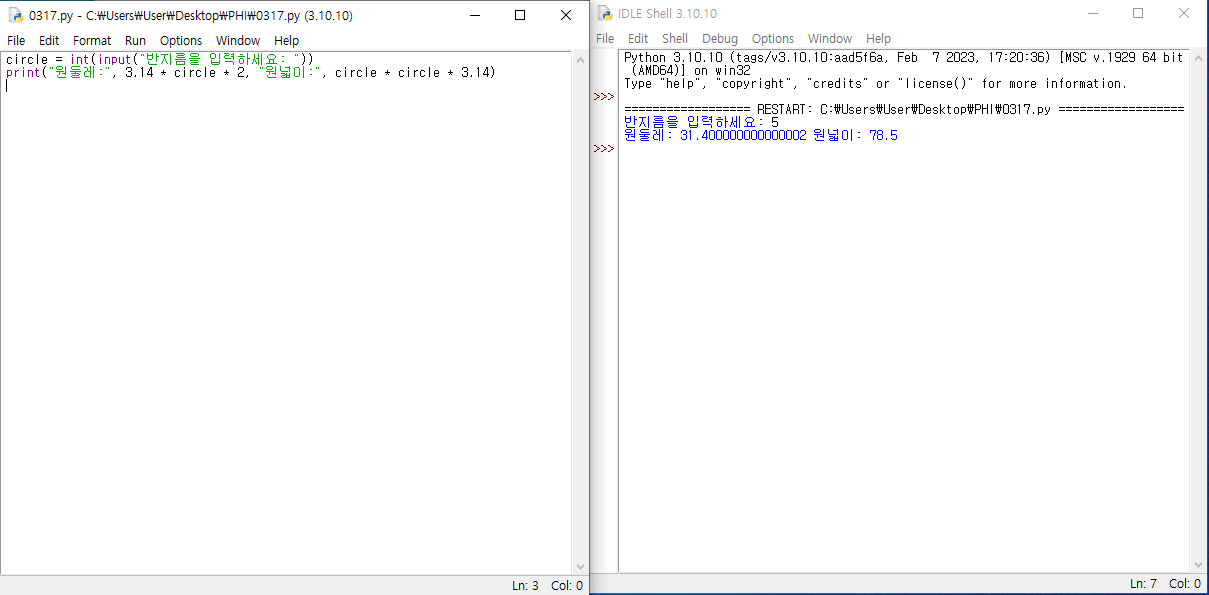 0317.py - C:₩Users₩User₩Desktop₩PHI₩0317.py (3.10.10)
File Edit Format Run Options Window Help
circle = int(input("반지름을 입력하세요: "))
print("원둘레:", 3.14 * circle * 2, "원넓이:", circle * circle * 3.14)
Ln: 3 Col: 0
IDLE Shell 3.10.10
File Edit Shell Debug Options Window Help
Python 3.10.10 (tags/v3.10.10:aad5f6a, Feb  7 2023, 17:20:36) [MSC v.1929 64 bit
(AMD64)] on win32
Type "help", "copyright", "credits" or "license()" for more information.
>>>
================== RESTART: C:₩Users₩User₩Desktop₩PHI₩0317.py ==================
반지름을 입력하세요: 5
원둘레: 31.400000000000002 원넓이: 78.5
>>>
Ln: 7 Col: 0